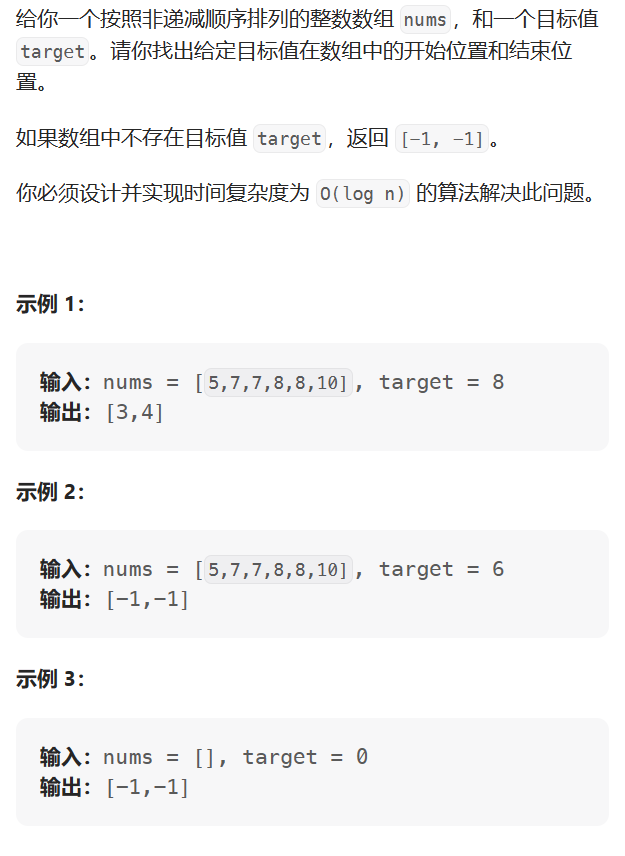 给你一个按照非递减顺序排列的整数数组 nums，和一个目标值
target。请你找出给定目标值在数组中的开始位置和结束位
置。
如果数组中不存在目标值 target，返回 [-1, -1]。
你必须设计并实现时间复杂度为 O(log n) 的算法解决此问题。
示例 1：
输入：nums = [5,7,7,8,8,10], target = 8
输出：[3,4]
示例 2：
输入：nums = [5,7,7,8,8,10], target = 6
输出：[-1,-1]
示例 3：
输入：nums = [], target = 0
输出：[-1,-1]